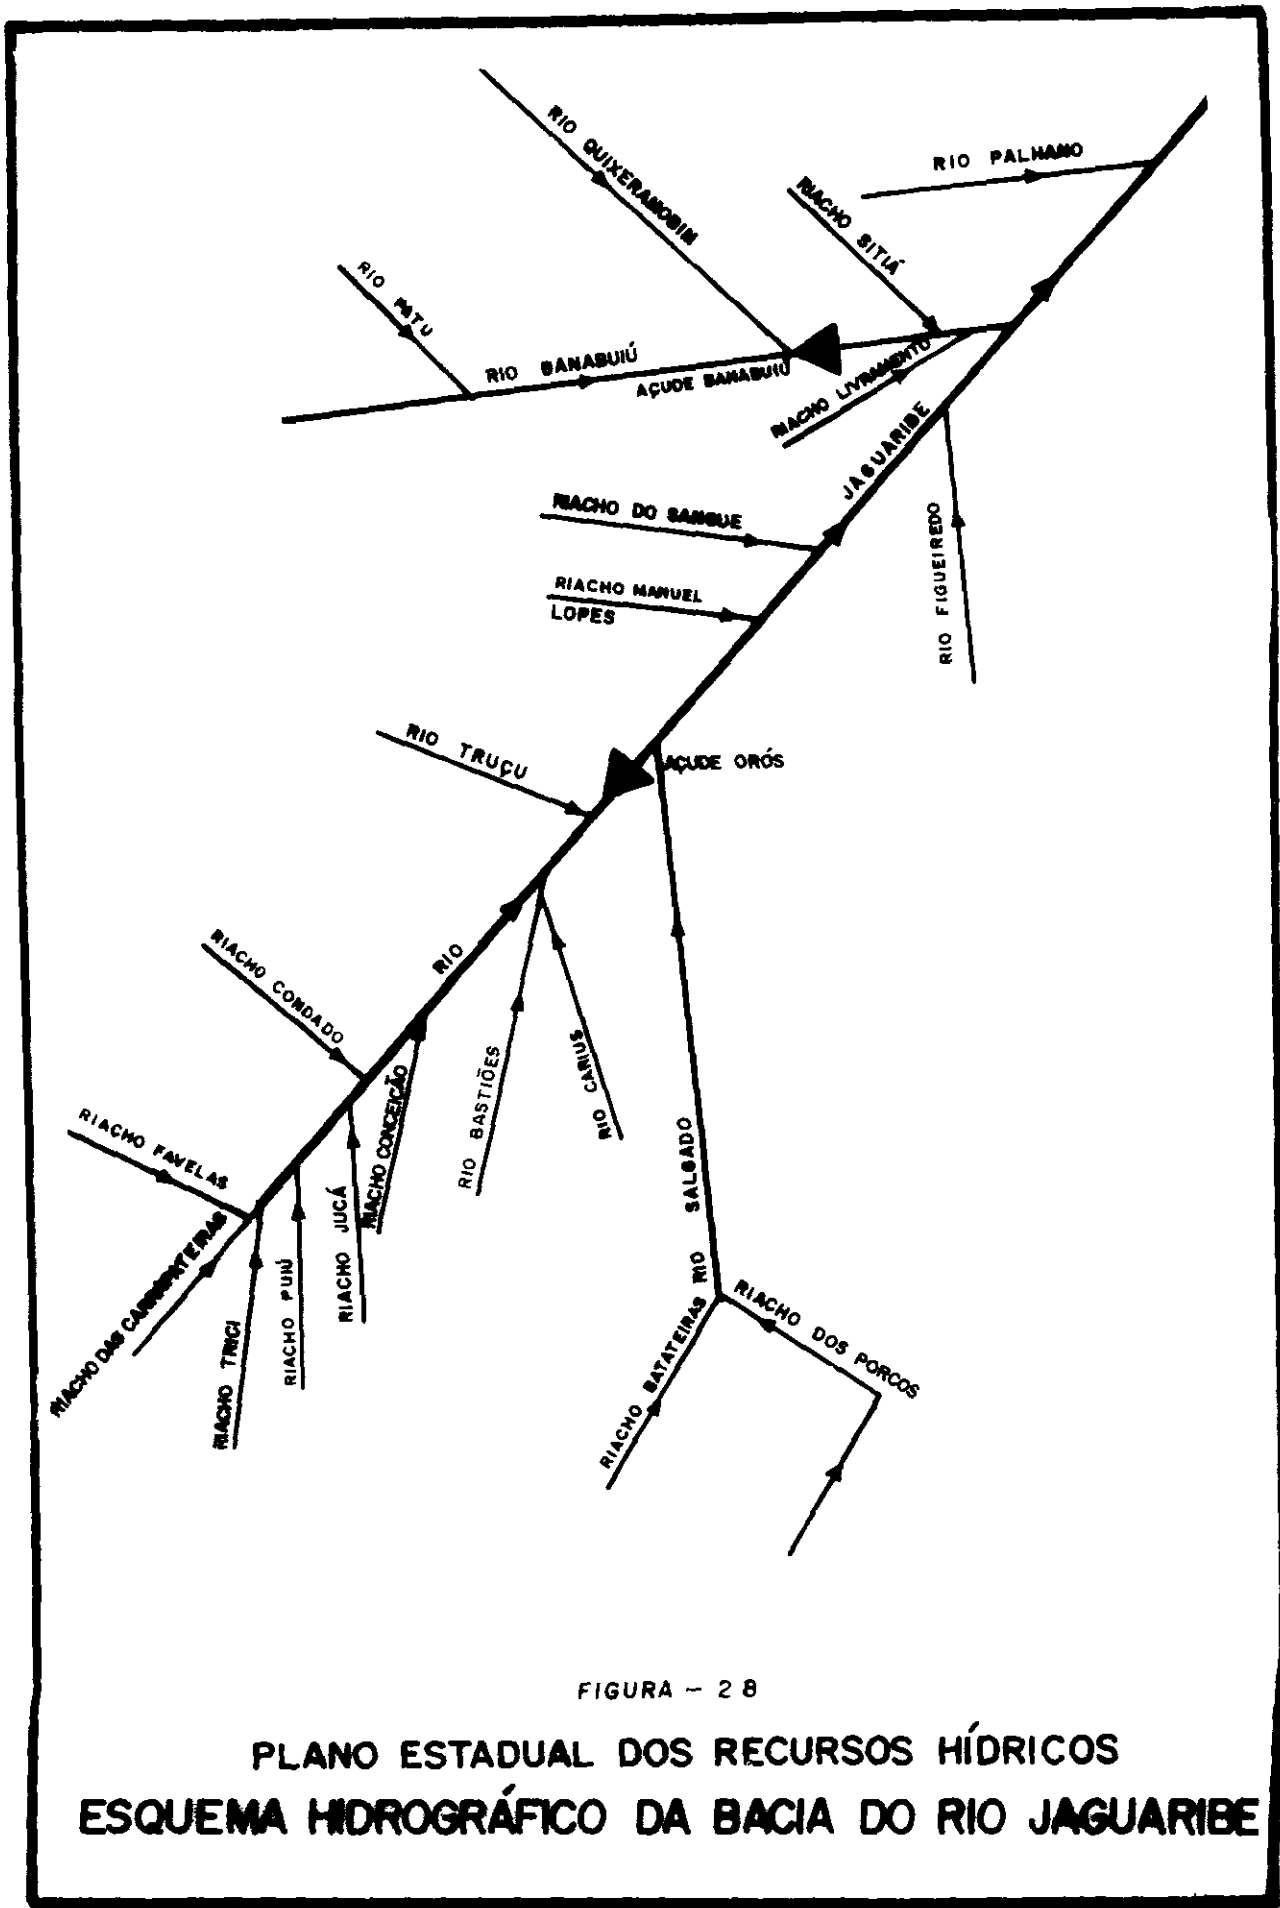 RIO QUIXERAMOBIM
RIO PALHANO
RIACHO SITIÁ
RIO PATU
RIO BANABUIÚ
AÇUDE BANABUIÚ
RIACHO LIVRAMENTO
JAGUARIBE
RIACHO DO SANGUE
RIACHO MANUEL
LOPES
RIO FIGUEIREDO
RIO TRUÇU
AÇUDE ORÓS
RIO
RIACHO CONDADO
RIACHO CONCEIÇÃO
RIO BASTIÕES
RIO CARIUS
RIACHO FAVELAS
RIACHO DAS CARRAPATEIRAS
RIACHO TRICI
RIACHO PUIÚ
RIACHO JUCÁ
RIO SALGADO
RIACHO BATATEIRAS
RIACHO DOS PORCOS
FIGURA - 28
PLANO ESTADUAL DOS RECURSOS HÍDRICOS
ESQUEMA HIDROGRÁFICO DA BACIA DO RIO JAGUARIBE